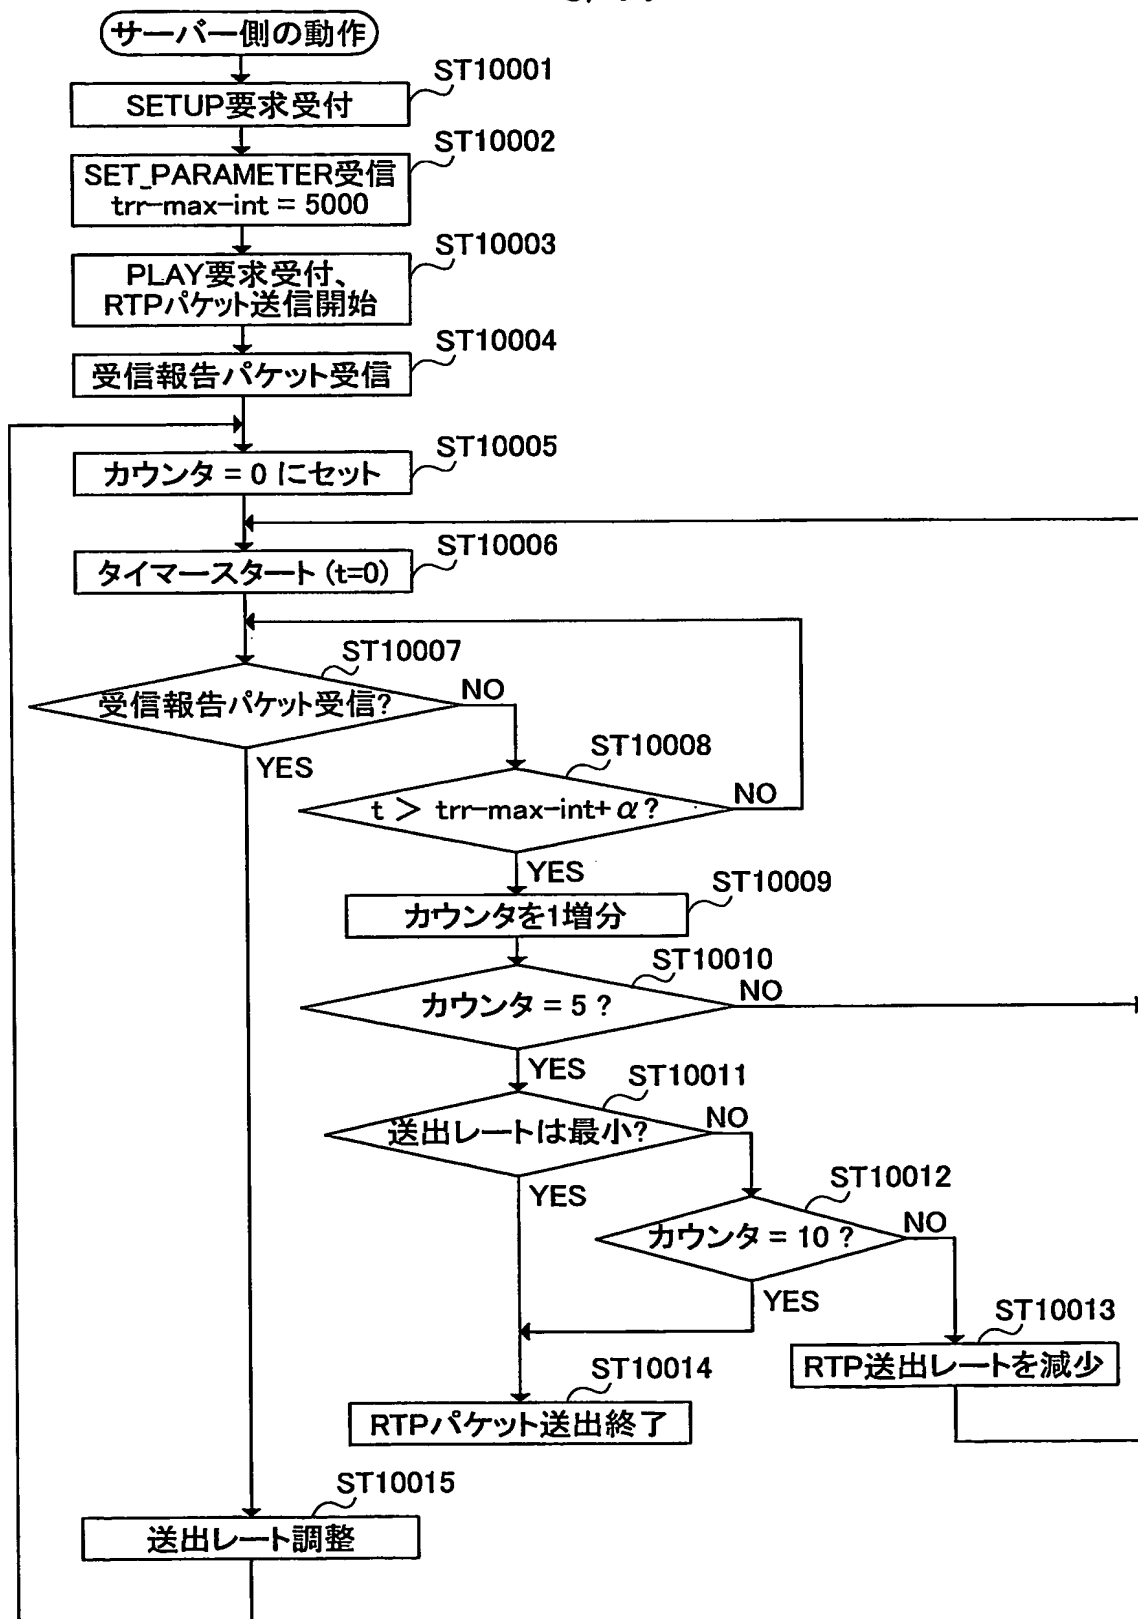 サーバー側の動作
ST10001
SETUP要求受付
ST10002
SET_PARAMETER受信
trr-max-int = 5000
ST10003
PLAY要求受付、
RTPパケット送信開始
ST10004
受信報告パケット受信
ST10005
カウンタ = 0 にセット
ST10006
タイマースタート (t=0)
ST10007
受信報告パケット受信?
NO
YES
ST10008
t > trr-max-int+α?
NO
YES
ST10009
カウンタを1増分
ST10010
カウンタ = 5 ?
NO
YES
ST10011
送出レートは最小?
NO
YES
ST10012
カウンタ = 10 ?
NO
YES
ST10013
RTP送出レートを減少
ST10014
RTPパケット送出終了
ST10015
送出レート調整